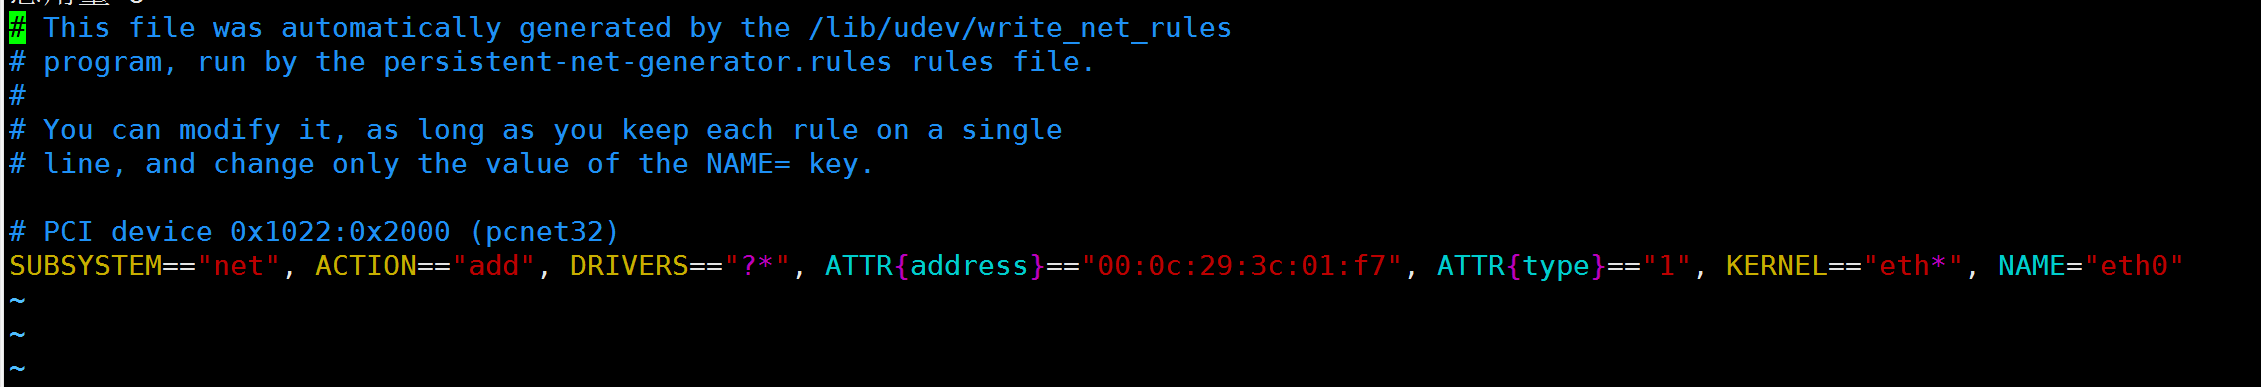 # This file was automatically generated by the /lib/udev/write_net_rules
# program, run by the persistent-net-generator.rules rules file.
#
# You can modify it, as long as you keep each rule on a single
# line, and change only the value of the NAME= key.
# PCI device 0x1022:0x2000 (pcnet32)
SUBSYSTEM=="net", ACTION=="add", DRIVERS=="?*", ATTR{address}=="00:0c:29:3c:01:f7", ATTR{type}=="1", KERNEL=="eth*", NAME="eth0"
~
~
~